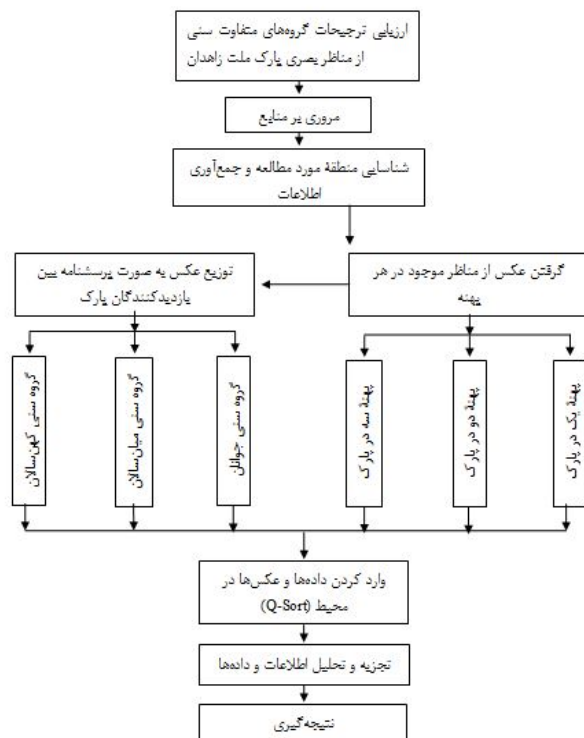 ارزیابی ترجیحات گروه‌های متفاوت سنی
از مناظر بصری پارک ملت زاهدان
مروری بر منابع
شناسایی منطقهٔ مورد مطالعه و جمع‌آوری
اطلاعات
گرفتن عکس از مناظر موجود در هر
پهنه
توزیع عکس به صورت پرسشنامه بین
بازدیدکنندگان پارک
پهنهٔ یک در پارک
پهنهٔ دو در پارک
پهنهٔ سه در پارک
گروه سنی جوانان
گروه سنی میان‌سالان
گروه سنی کهن‌سالان
وارد کردن داده‌ها و عکس‌ها در
محیط (Q-Sort)
تجزیه و تحلیل اطلاعات و داده‌ها
نتیجه‌گیری